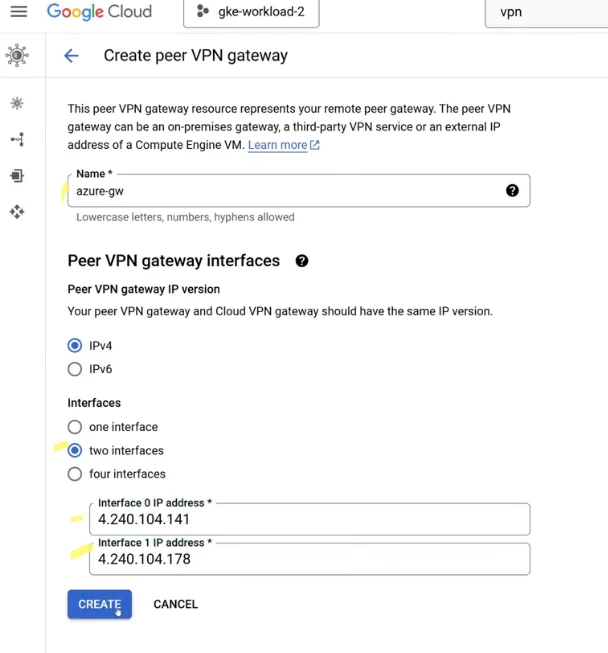 Google Cloud
gke-workload-2
vpn
Create peer VPN gateway
This peer VPN gateway resource represents your remote peer gateway. The peer VPN
gateway can be an on-premises gateway, a third-party VPN service or an external IP
address of a Compute Engine VM. Learn more
Name *
azure-gw
Lowercase letters, numbers, hyphens allowed
Peer VPN gateway interfaces
Peer VPN gateway IP version
Your peer VPN gateway and Cloud VPN gateway should have the same IP version.
IPv4
IPv6
Interfaces
one interface
two interfaces
four interfaces
Interface 0 IP address *
4.240.104.141
Interface 1 IP address *
4.240.104.178
CREATE
CANCEL